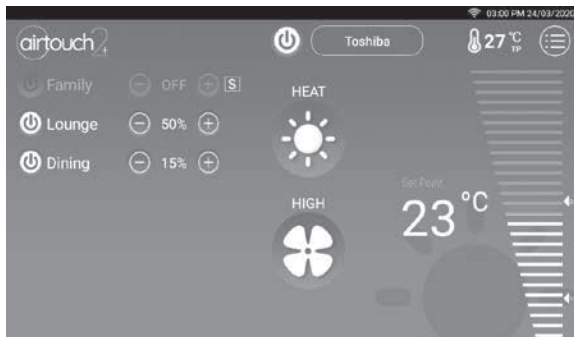 03:00 PM 24/03/2020
airtouch 2+
Toshiba
27 °C
TP
Family
OFF
S
Lounge
50%
Dining
15%
HEAT
HIGH
Set Point
23 °C